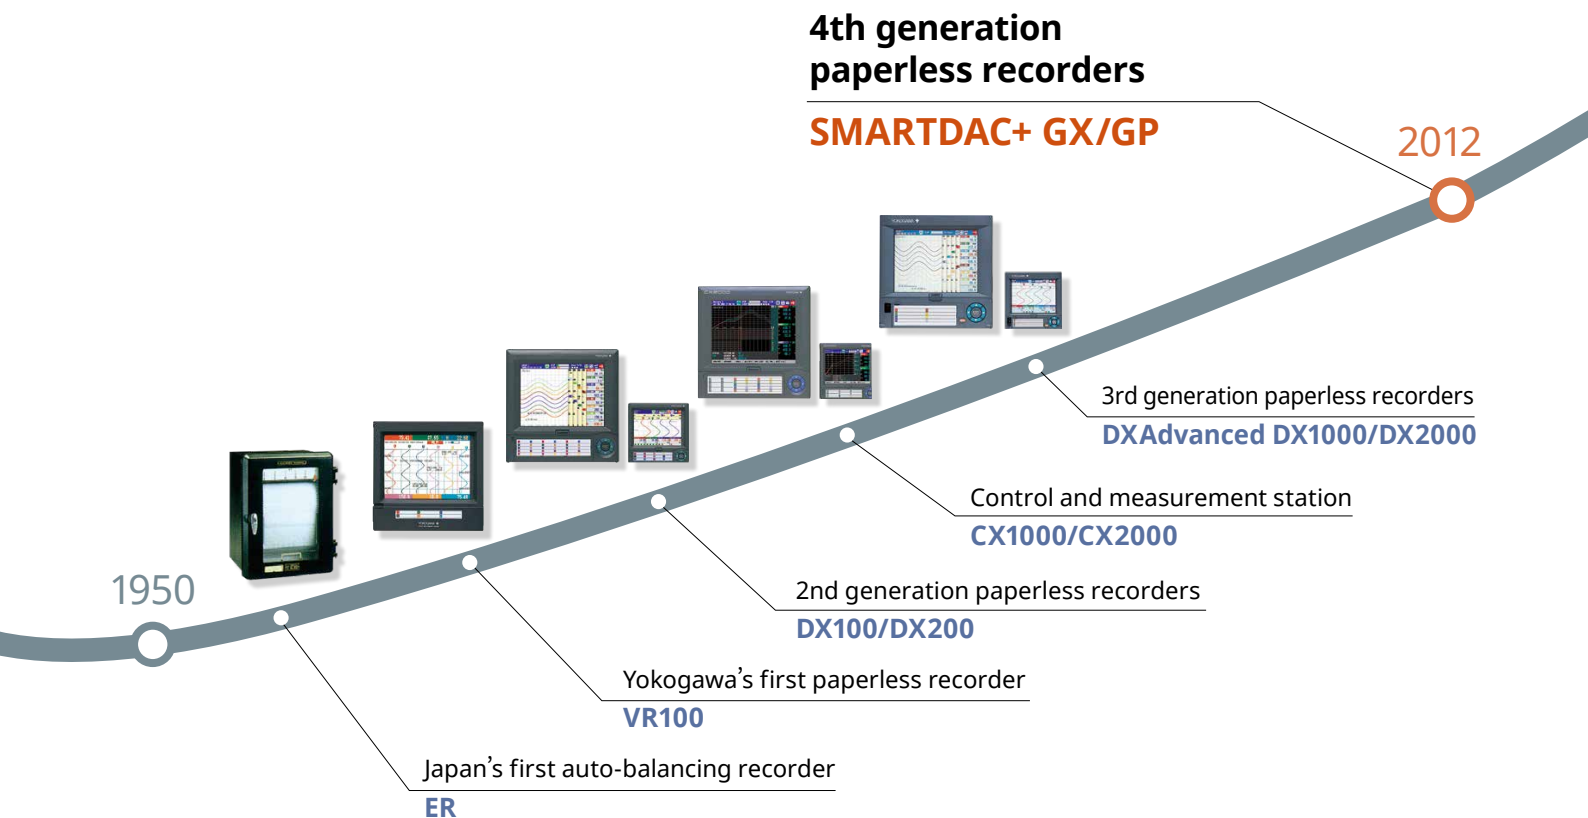 4th generation
paperless recorders
SMARTDAC+ GX/GP
2012
3rd generation paperless recorders
DXAdvanced DX1000/DX2000
Control and measurement station
CX1000/CX2000
2nd generation paperless recorders
DX100/DX200
1950
Yokogawa’s first paperless recorder
VR100
Japan’s first auto-balancing recorder
ER